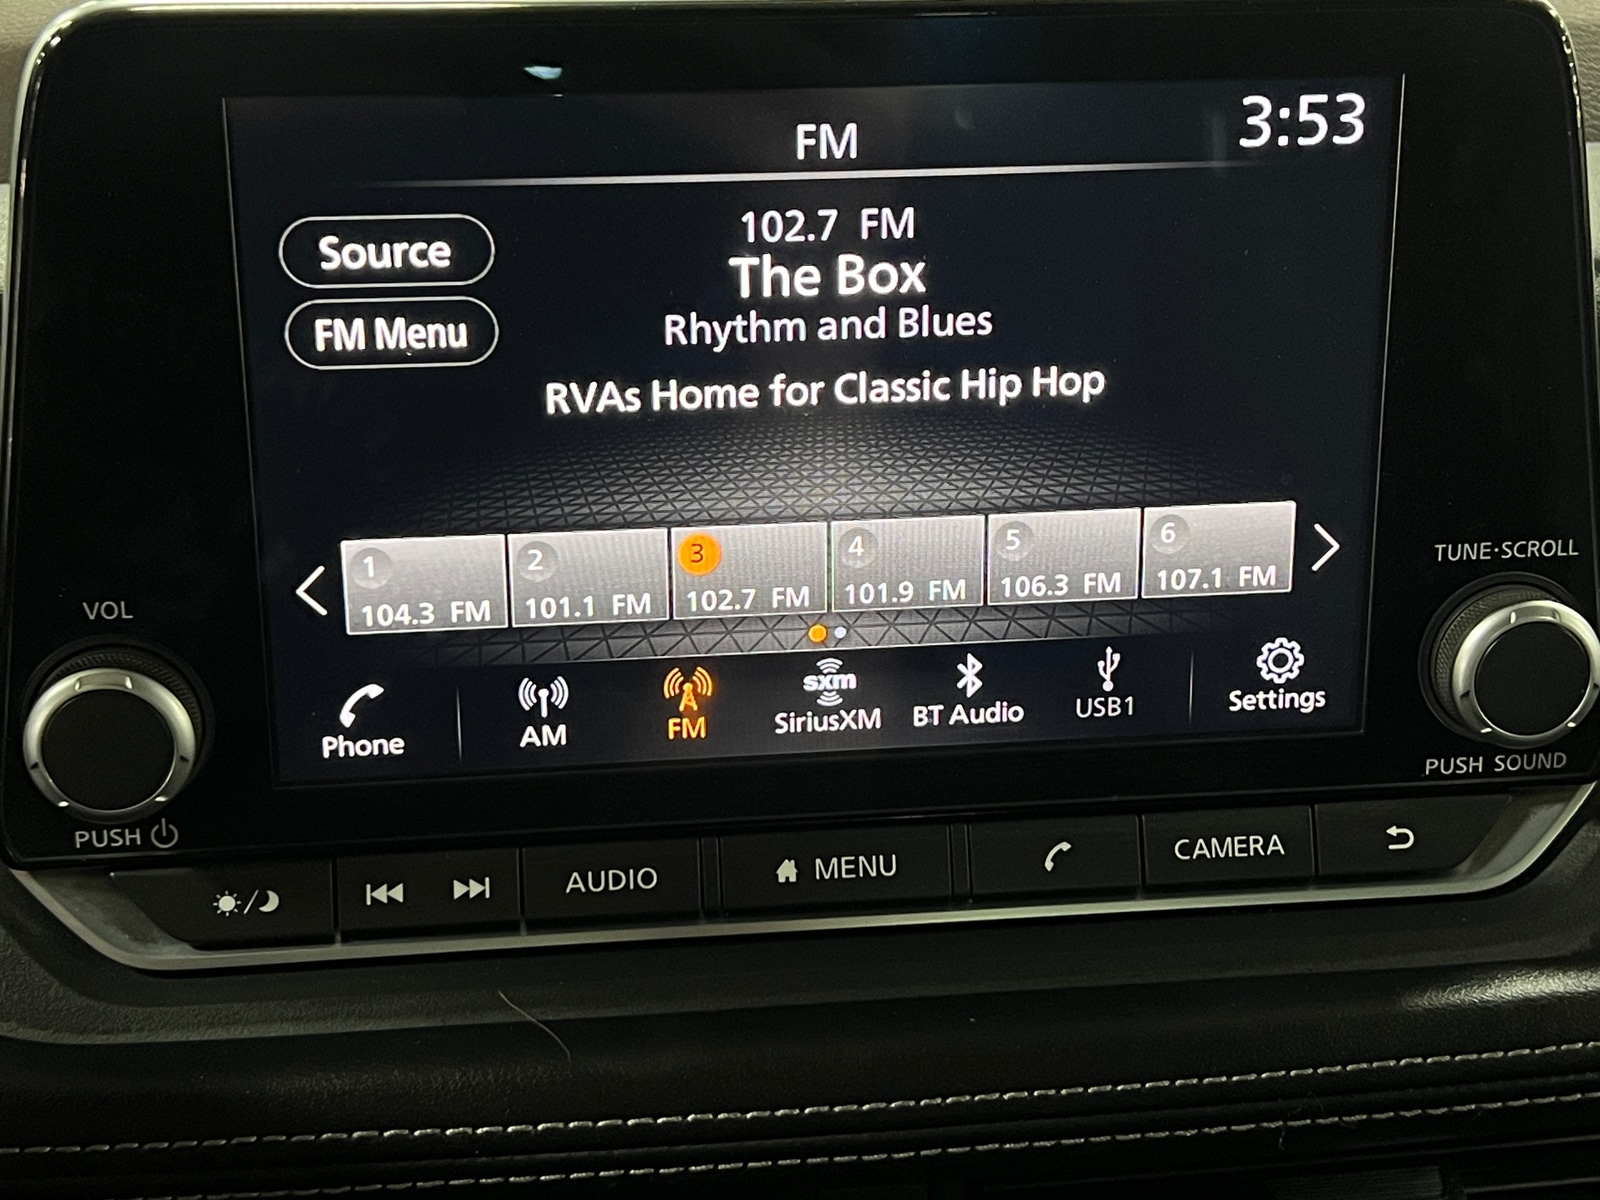 FM
3:53
Source
FM Menu
102.7 FM
The Box
Rhythm and Blues
RVAs Home for Classic Hip Hop
1
104.3 FM
2
101.1 FM
3
102.7 FM
4
101.9 FM
5
106.3 FM
6
107.1 FM
Phone
AM
FM
sxm
SiriusXM
BT Audio
USB1
Settings
VOL
PUSH
TUNE·SCROLL
PUSH SOUND
AUDIO
MENU
CAMERA